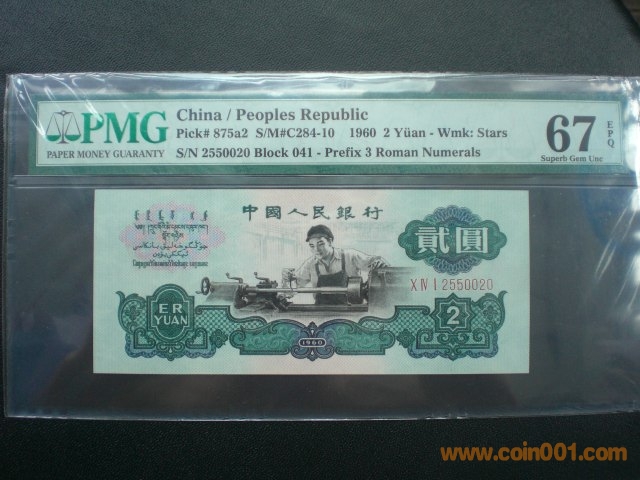 PMG
PAPER MONEY GUARANTY
China / Peoples Republic
Pick# 875a2 S/M#C284-10 1960 2 Yüan - Wmk: Stars
S/N 2550020 Block 041 - Prefix 3 Roman Numerals
67
EPQ
Superb Gem Unc
中國人民銀行
貳圓
X IV I 2550020
ER
YUAN
1960
2
www.coin001.com